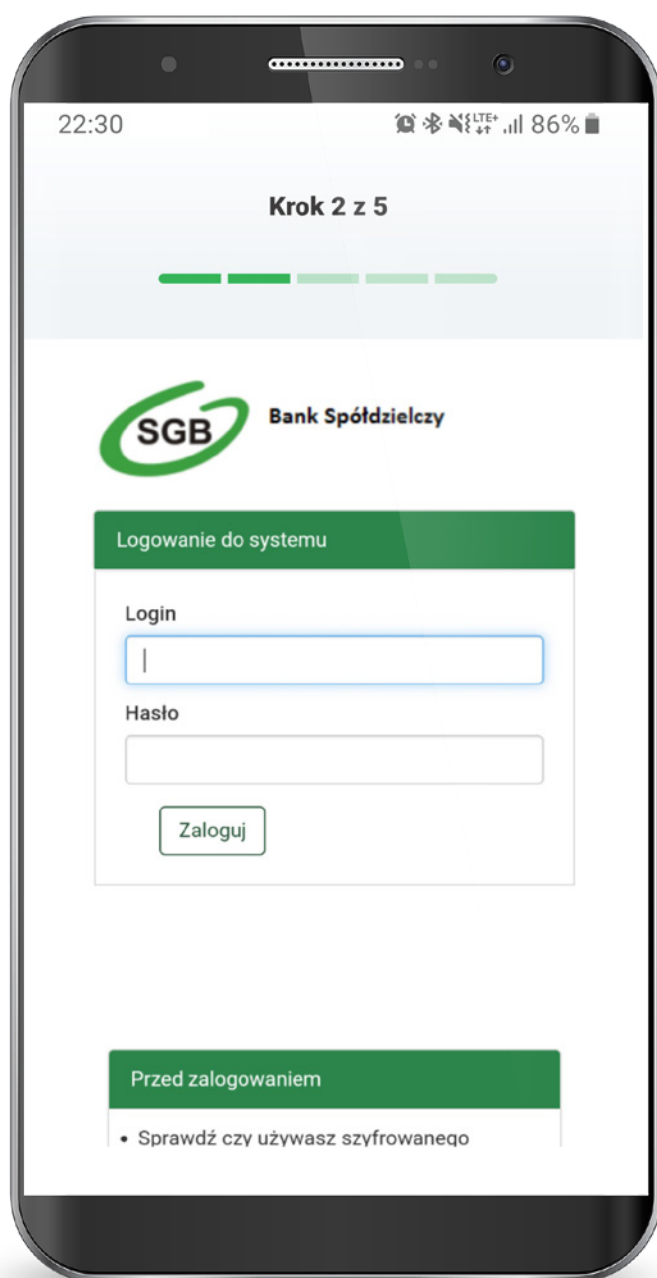 22:30 LTE+ 86%
Krok 2 z 5
SGB Bank Spółdzielczy
Logowanie do systemu
Login
Hasło
Zaloguj
Przed zalogowaniem
• Sprawdź czy używasz szyfrowanego